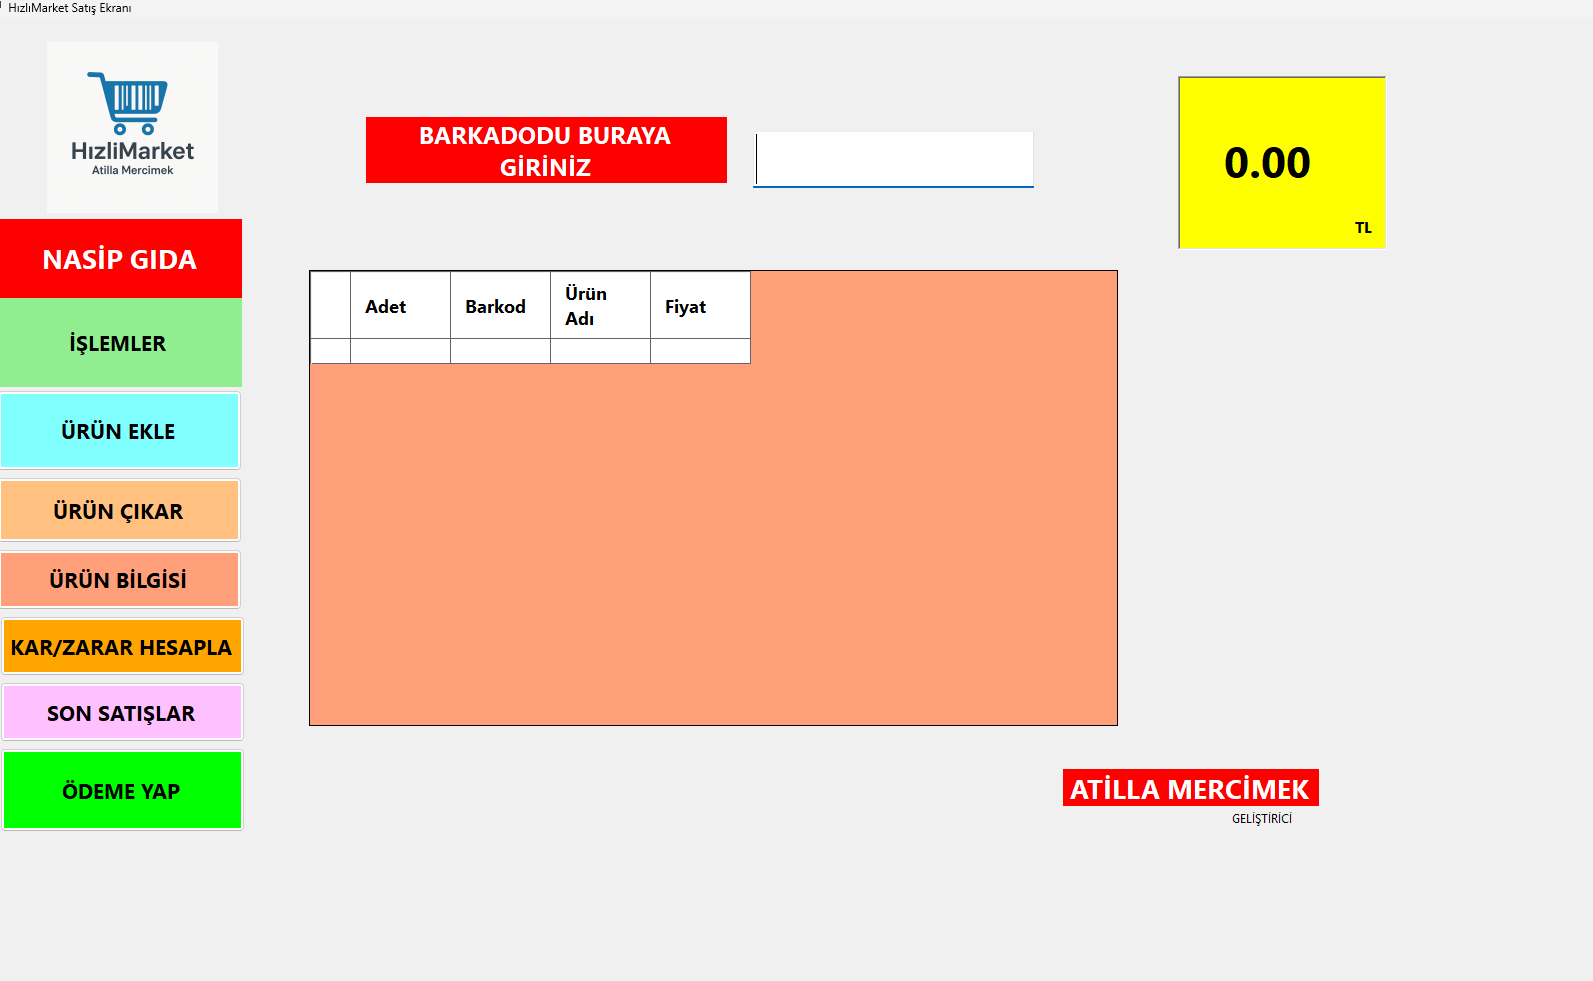 HızlıMarket Satış Ekranı
HızliMarket
Atilla Mercimek
BARKADODU BURAYA
GİRİNİZ
0.00
TL
NASİP GIDA
İŞLEMLER
ÜRÜN EKLE
ÜRÜN ÇIKAR
ÜRÜN BİLGİSİ
KAR/ZARAR HESAPLA
SON SATIŞLAR
ÖDEME YAP
Adet Barkod Ürün Adı Fiyat
ATİLLA MERCİMEK
GELİŞTİRİCİ